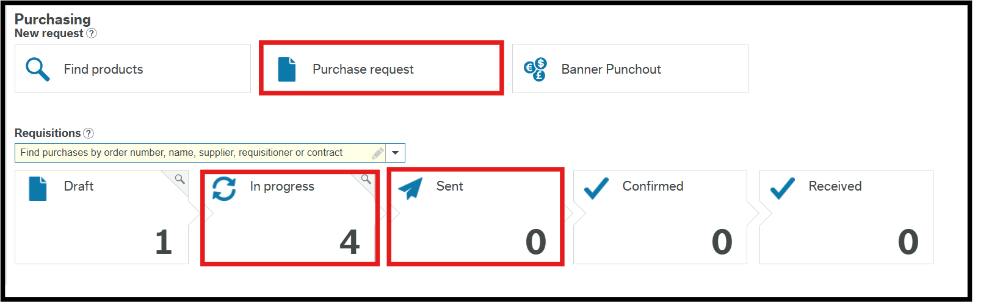 Purchasing
New request ?
Find products
Purchase request
€ $ £
Banner Punchout
Requisitions ?
Find purchases by order number, name, supplier, requisitioner or contract
Draft
In progress
Sent
Confirmed
Received
1
4
0
0
0